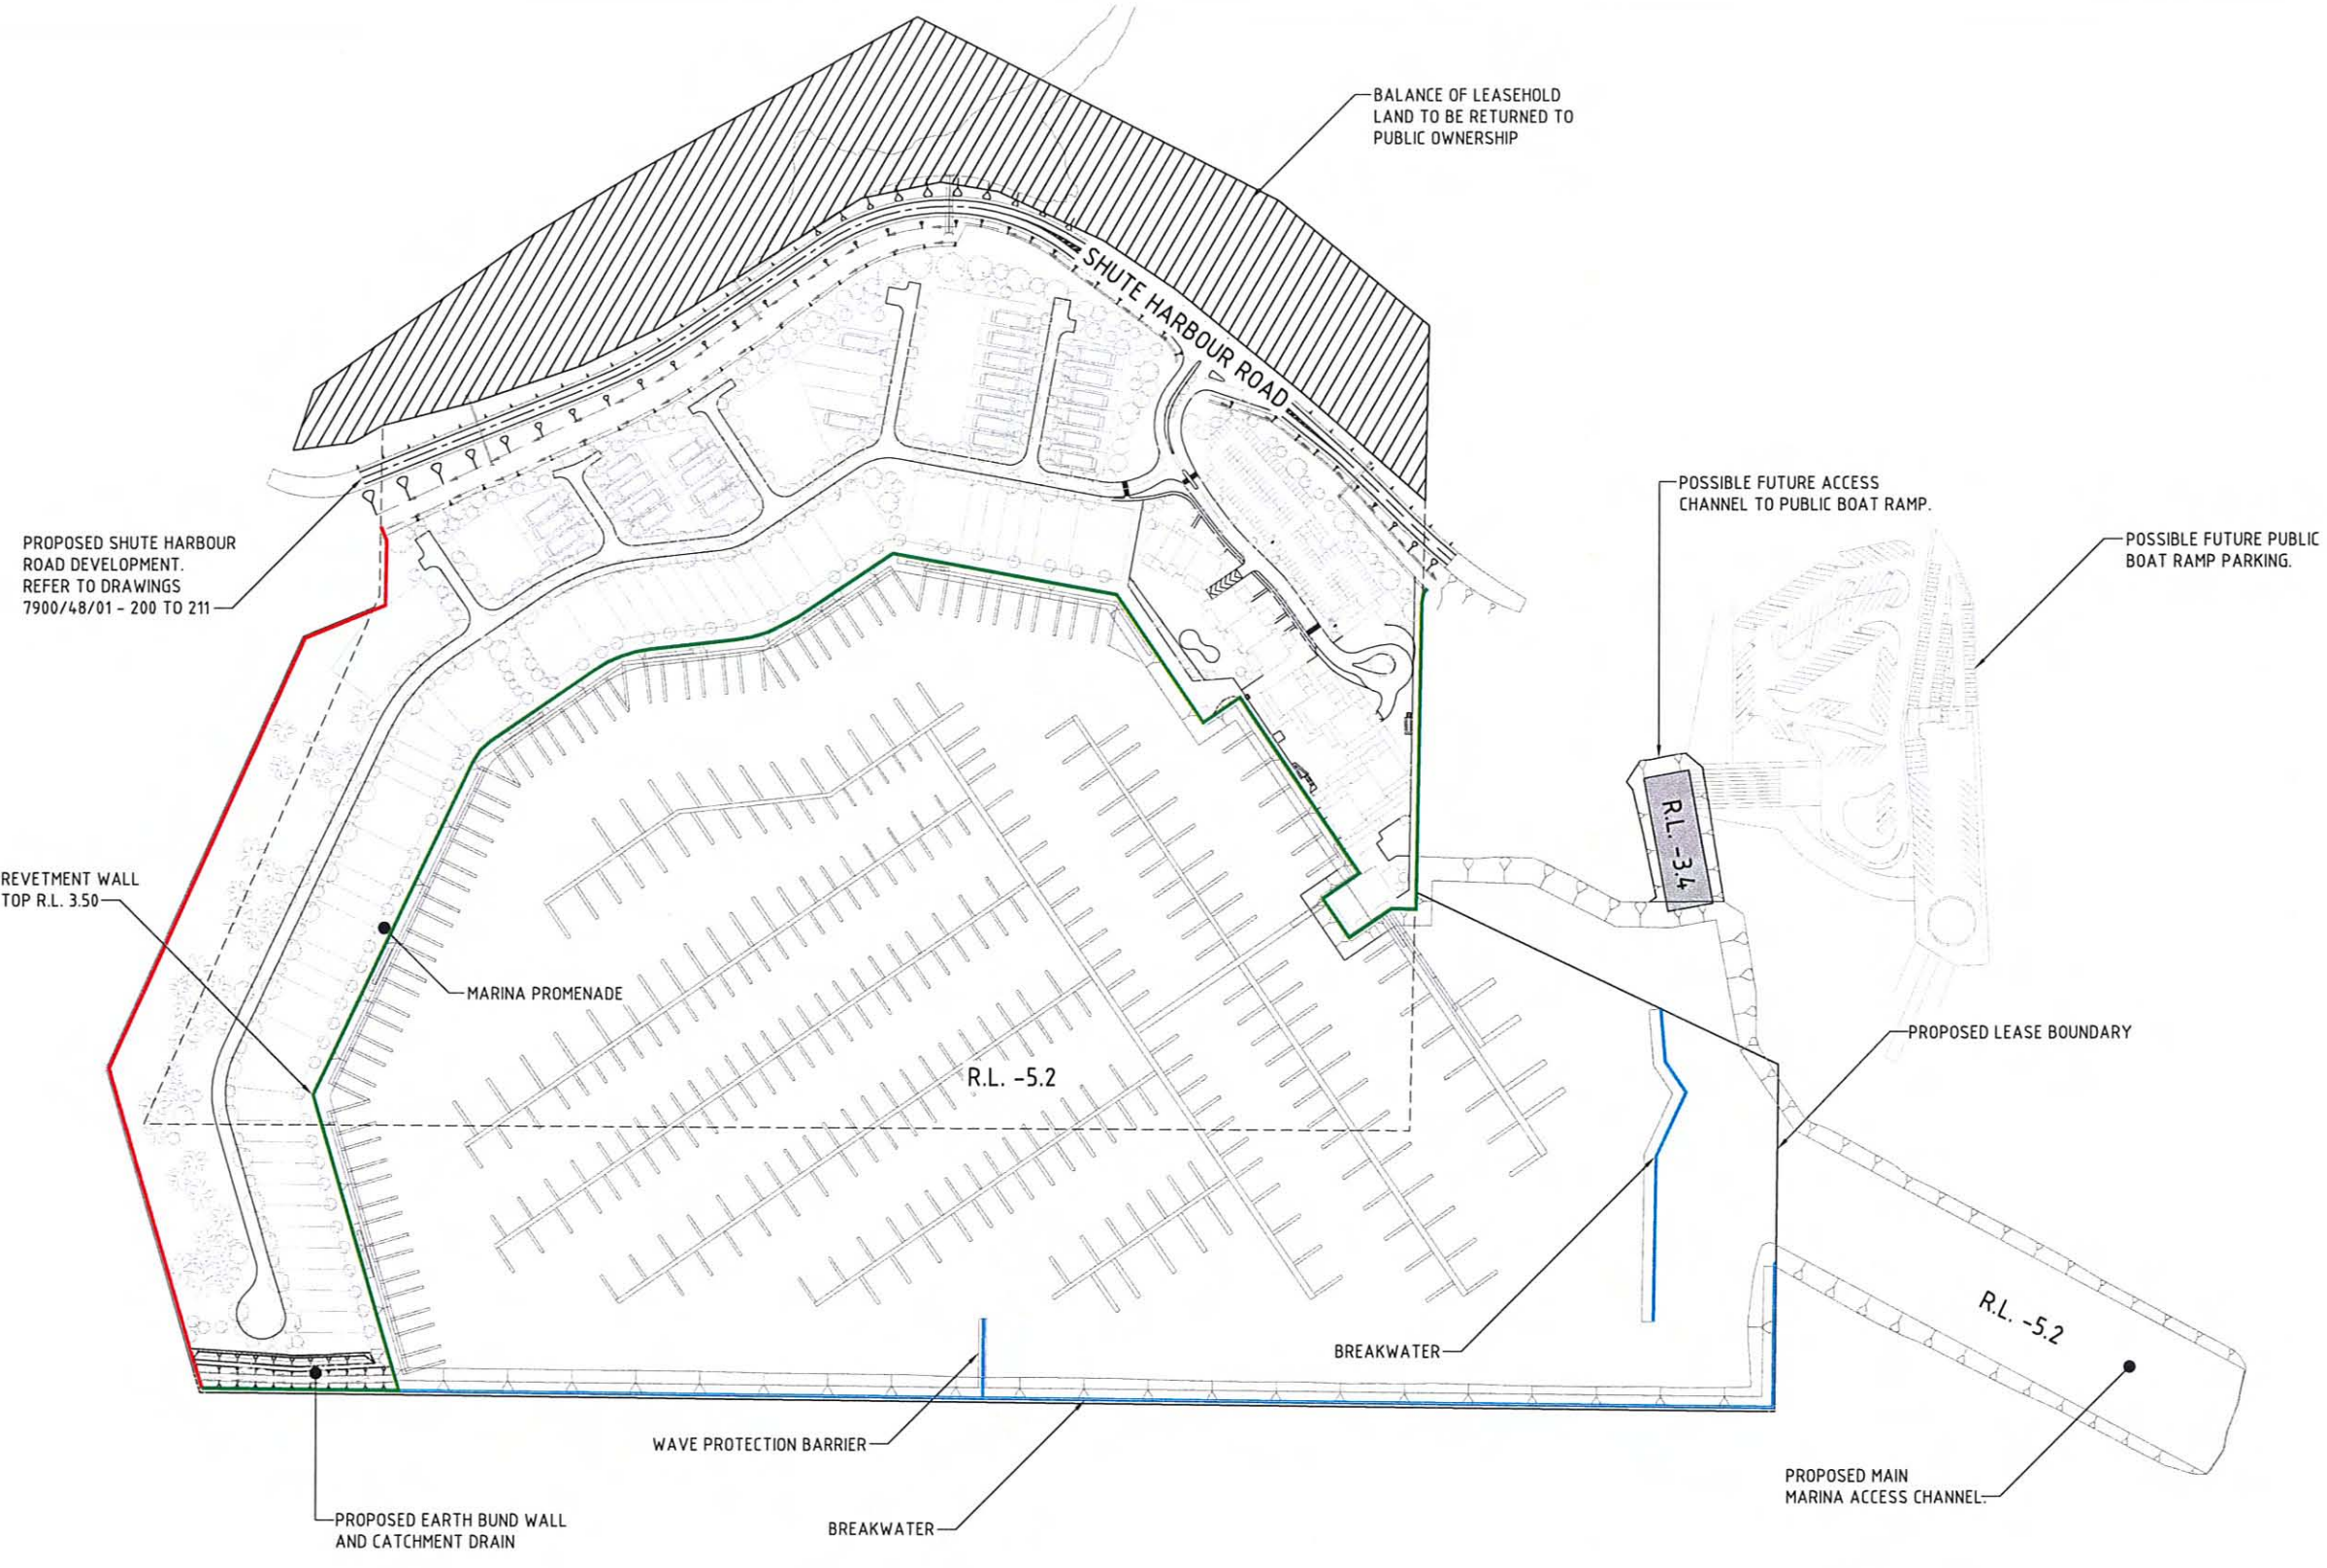 BALANCE OF LEASEHOLD
LAND TO BE RETURNED TO
PUBLIC OWNERSHIP
SHUTE HARBOUR ROAD
POSSIBLE FUTURE ACCESS
CHANNEL TO PUBLIC BOAT RAMP.
POSSIBLE FUTURE PUBLIC
BOAT RAMP PARKING.
PROPOSED SHUTE HARBOUR
ROAD DEVELOPMENT.
REFER TO DRAWINGS
7900/48/01 - 200 TO 211
R.L. -3.4
REVETMENT WALL
TOP R.L. 3.50
MARINA PROMENADE
PROPOSED LEASE BOUNDARY
R.L. -5.2
R.L. -5.2
BREAKWATER
WAVE PROTECTION BARRIER
PROPOSED MAIN
MARINA ACCESS CHANNEL.
PROPOSED EARTH BUND WALL
AND CATCHMENT DRAIN
BREAKWATER